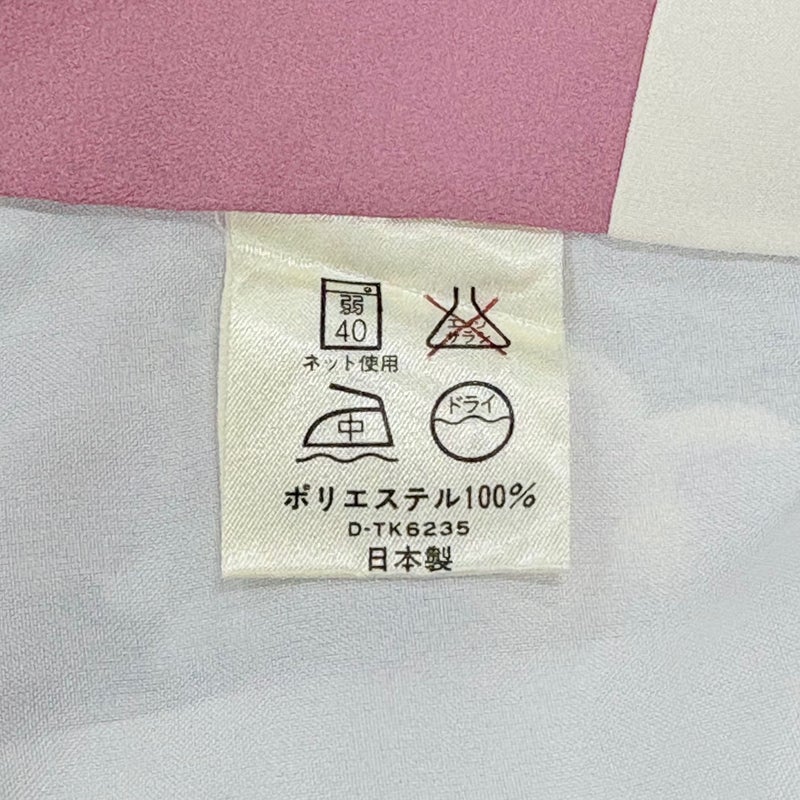 弱
40
ネット使用
エンソ
サラシ
中
ドライ
ポリエステル100%
D-TK6235
日本製